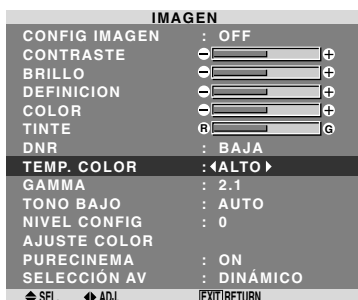 IMAGEN
CONFIG IMAGEN : OFF
CONTRASTE
BRILLO
DEFINICION
COLOR
TINTE R G
DNR : BAJA
TEMP. COLOR : ALTO
GAMMA : 2.1
TONO BAJO : AUTO
NIVEL CONFIG : 0
AJUSTE COLOR
PURECINEMA : ON
SELECCIÓN AV : DINÁMICO
SEL. ADJ. EXIT RETURN